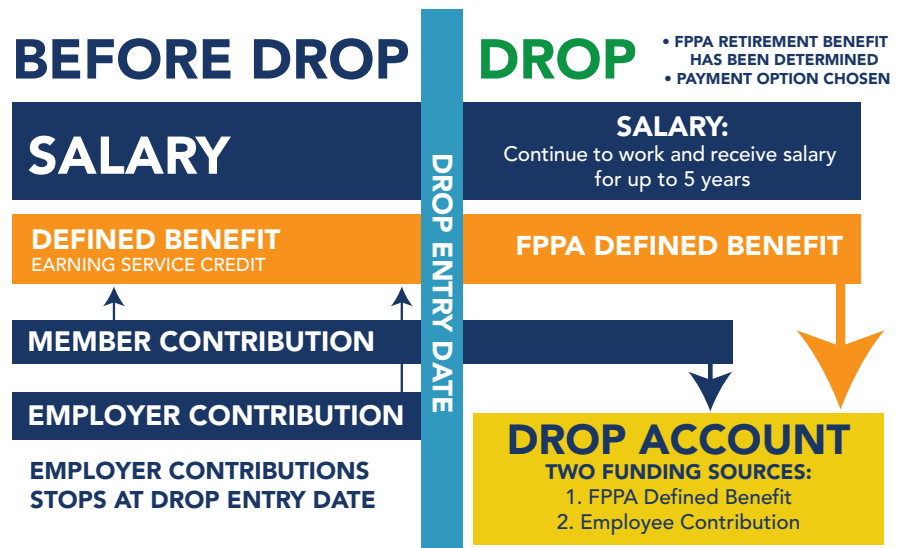 BEFORE DROP
DROP
• FPPA RETIREMENT BENEFIT
HAS BEEN DETERMINED
• PAYMENT OPTION CHOSEN
SALARY
DROP ENTRY DATE
SALARY:
Continue to work and receive salary
for up to 5 years
DEFINED BENEFIT
EARNING SERVICE CREDIT
FPPA DEFINED BENEFIT
MEMBER CONTRIBUTION
EMPLOYER CONTRIBUTION
EMPLOYER CONTRIBUTIONS
STOPS AT DROP ENTRY DATE
DROP ACCOUNT
TWO FUNDING SOURCES:
1. FPPA Defined Benefit
2. Employee Contribution